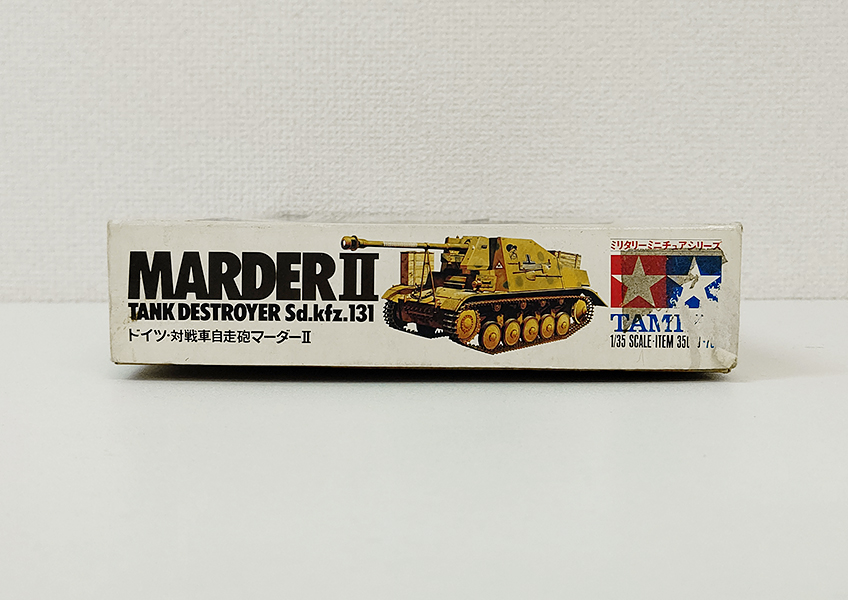 MARDER II
TANK DESTROYER Sd.kfz.131
ドイツ・対戦車自走砲マーダーII
ミリタリーミニチュアシリーズ
1/35 SCALE·ITEM